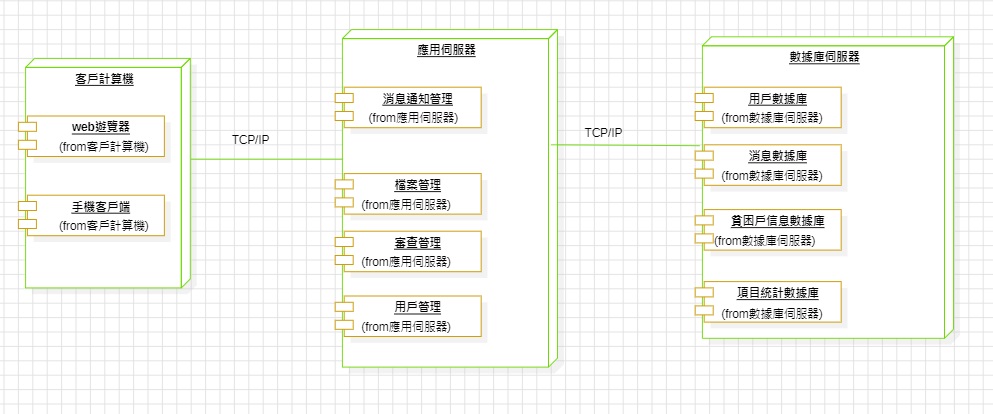 客戶計算機
web遊覽器
(from客戶計算機)
手機客戶端
(from客戶計算機)
TCP/IP
應用伺服器
消息通知管理
(from應用伺服器)
檔案管理
(from應用伺服器)
審查管理
(from應用伺服器)
用戶管理
(from應用伺服器)
TCP/IP
數據庫伺服器
用戶數據庫
(from數據庫伺服器)
消息數據庫
(from數據庫伺服器)
貧困戶信息數據庫
(from數據庫伺服器)
項目統計數據庫
(from數據庫伺服器)